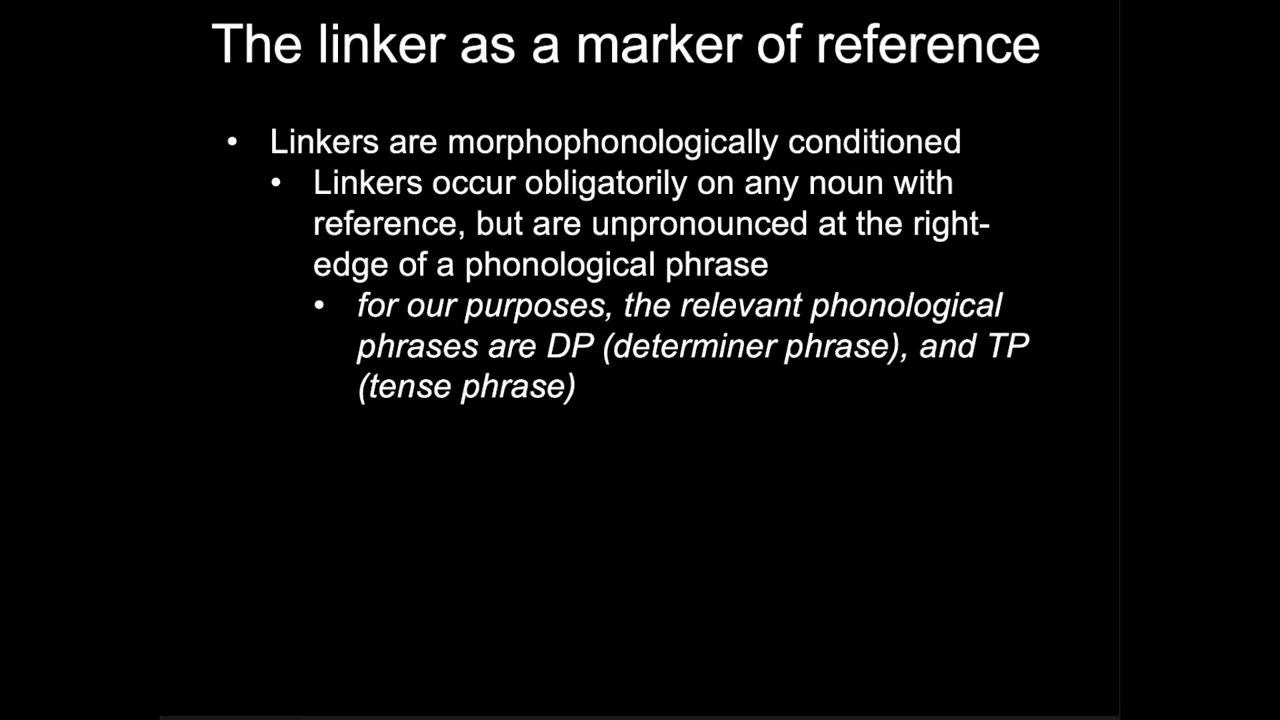 The linker as a marker of reference
• Linkers are morphophonologically conditioned
• Linkers occur obligatorily on any noun with
reference, but are unpronounced at the right-
edge of a phonological phrase
• for our purposes, the relevant phonological
phrases are DP (determiner phrase), and TP
(tense phrase)